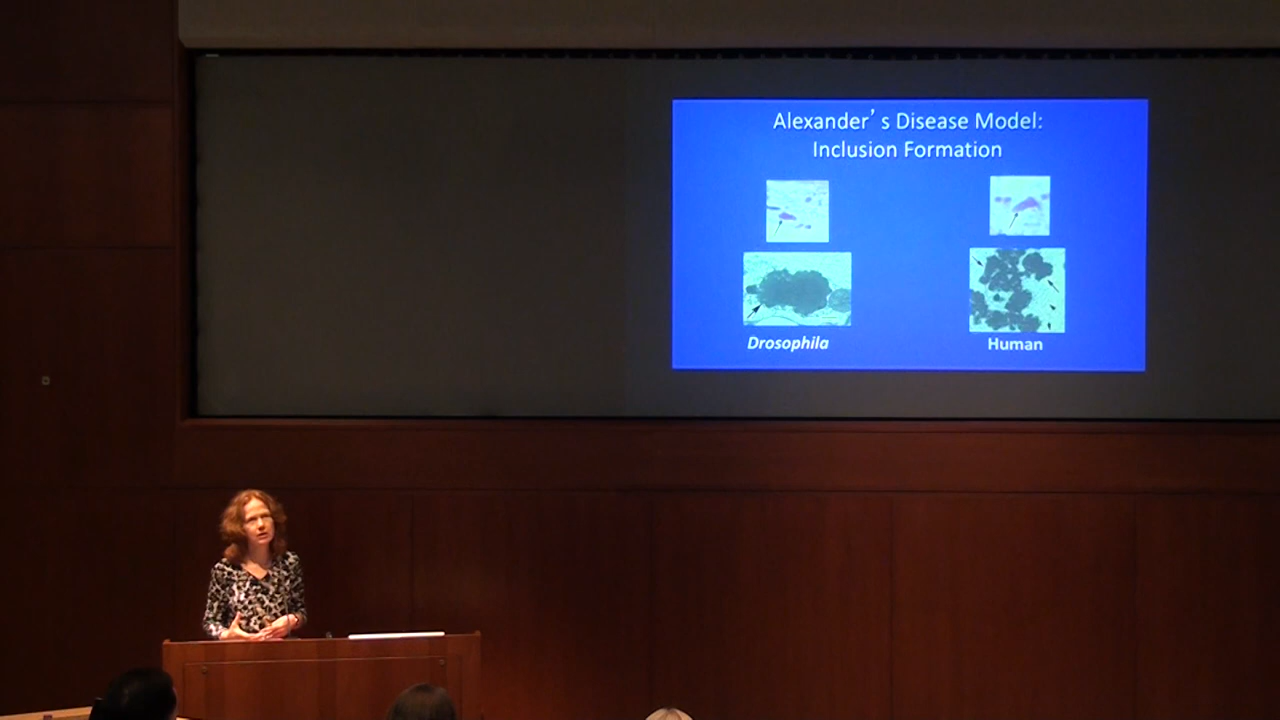 Alexander’s Disease Model:
Inclusion Formation
Drosophila
Human